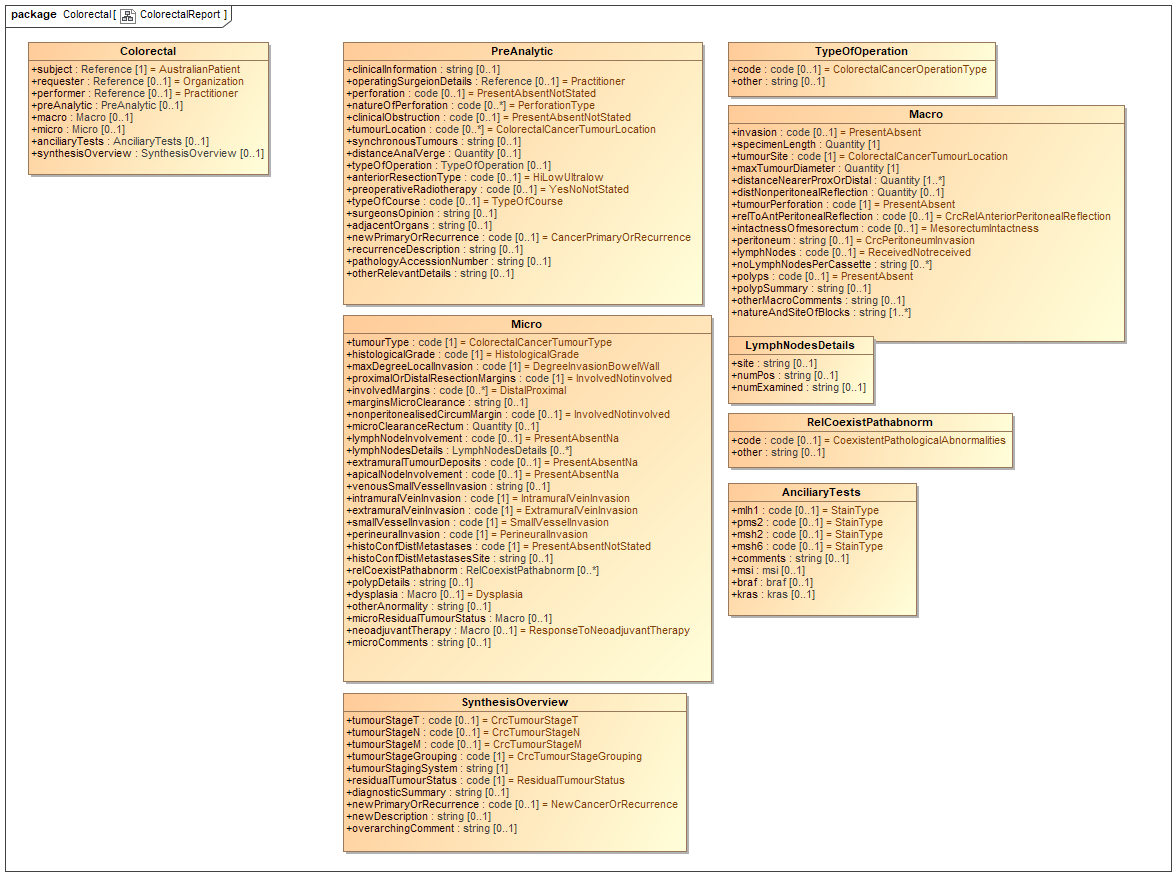 package Colorectal[ ColorectalReport ]
Colorectal
+subject : Reference [1] = AustralianPatient
+requester : Reference [0..1] = Organization
+performer : Reference [0..1] = Practitioner
+preAnalytic : PreAnalytic [0..1]
+macro : Macro [0..1]
+micro : Micro [0..1]
+anciliaryTests : AnciliaryTests [0..1]
+synthesisOverview : SynthesisOverview [0..1]
PreAnalytic
+clinicalInformation : string [0..1]
+operatingSurgeionDetails : Reference [0..1] = Practitioner
+perforation : code [0..1] = PresentAbsentNotStated
+natureOfPerforation : code [0..*] = PerforationType
+clinicalObstruction : code [0..1] = PresentAbsentNotStated
+tumourLocation : code [0..*] = ColorectalCancerTumourLocation
+synchronousTumours : string [0..1]
+distanceAnalVerge : Quantity [0..1]
+typeOfOperation : TypeOfOperation [0..1]
+anteriorResectionType : code [0..1] = HiLowUltralow
+preoperativeRadiotherapy : code [0..1] = YesNoNotStated
+typeOfCourse : code [0..1] = TypeOfCourse
+surgeonsOpinion : string [0..1]
+adjacentOrgans : string [0..1]
+newPrimaryOrRecurrence : code [0..1] = CancerPrimaryOrRecurrence
+recurrenceDescription : string [0..1]
+pathologyAccessionNumber : string [0..1]
+otherRelevantDetails : string [0..1]
TypeOfOperation
+code : code [0..1] = ColorectalCancerOperationType
+other : string [0..1]
Macro
+invasion : code [0..1] = PresentAbsent
+specimenLength : Quantity [1]
+tumourSite : code [1] = ColorectalCancerTumourLocation
+maxTumourDiameter : Quantity [1]
+distanceNearerProxOrDistal : Quantity [1..*]
+distNonperitonealReflection : Quantity [0..1]
+tumourPerforation : code [1] = PresentAbsent
+relToAntPeritonealReflection : code [0..1] = CrcRelAnteriorPeritonealReflection
+intactnessOfmesorectum : code [0..1] = MesorectumIntactness
+peritoneum : string [0..1] = CrcPeritoneumInvasion
+lymphNodes : code [0..1] = ReceivedNotreceived
+noLymphNodesPerCassette : string [0..*]
+polyps : code [0..1] = PresentAbsent
+polypSummary : string [0..1]
+otherMacroComments : string [0..1]
+natureAndSiteOfBlocks : string [1..*]
Micro
+tumourType : code [1] = ColorectalCancerTumourType
+histologicalGrade : code [1] = HistologicalGrade
+maxDegreeLocalInvasion : code [1] = DegreeInvasionBowelWall
+proximalOrDistalResectionMargins : code [1] = InvolvedNotinvolved
+involvedMargins : code [0..*] = DistalProximal
+marginsMicroClearance : string [0..1]
+nonperitonealisedCircumMargin : code [0..1] = InvolvedNotinvolved
+microClearanceRectum : Quantity [0..1]
+lymphNodeInvolvement : code [0..1] = PresentAbsentNa
+lymphNodesDetails : LymphNodesDetails [0..*]
+extramuralTumourDeposits : code [0..1] = PresentAbsentNa
+apicalNodeInvolvement : code [0..1] = PresentAbsentNa
+venousSmallVesselInvasion : string [0..1]
+intramuralVeinInvasion : code [1] = IntramuralVeinInvasion
+extramuralVeinInvasion : code [1] = ExtramuralVeinInvasion
+smallVesselInvasion : code [1] = SmallVesselInvasion
+perineuralInvasion : code [1] = PerineuralInvasion
+histoConfDistMetastases : code [1] = PresentAbsentNotStated
+histoConfDistMetastasesSite : string [0..1]
+relCoexistPathabnorm : RelCoexistPathabnorm [0..*]
+polypDetails : string [0..1]
+dysplasia : Macro [0..1] = Dysplasia
+otherAnormality : string [0..1]
+microResidualTumourStatus : Macro [0..1]
+neoadjuvantTherapy : Macro [0..1] = ResponseToNeoadjuvantTherapy
+microComments : string [0..1]
LymphNodesDetails
+site : string [0..1]
+numPos : string [0..1]
+numExamined : string [0..1]
RelCoexistPathabnorm
+code : code [0..1] = CoexistentPathologicalAbnormalities
+other : string [0..1]
AnciliaryTests
+mlh1 : code [0..1] = StainType
+pms2 : code [0..1] = StainType
+msh2 : code [0..1] = StainType
+msh6 : code [0..1] = StainType
+comments : string [0..1]
+msi : msi [0..1]
+braf : braf [0..1]
+kras : kras [0..1]
SynthesisOverview
+tumourStageT : code [0..1] = CrcTumourStageT
+tumourStageN : code [0..1] = CrcTumourStageN
+tumourStageM : code [0..1] = CrcTumourStageM
+tumourStageGrouping : code [1] = CrcTumourStageGrouping
+tumourStagingSystem : string [1]
+residualTumourStatus : code [1] = ResidualTumourStatus
+diagnosticSummary : string [0..1]
+newPrimaryOrRecurrence : code [0..1] = NewCancerOrRecurrence
+newDescription : string [0..1]
+overarchingComment : string [0..1]